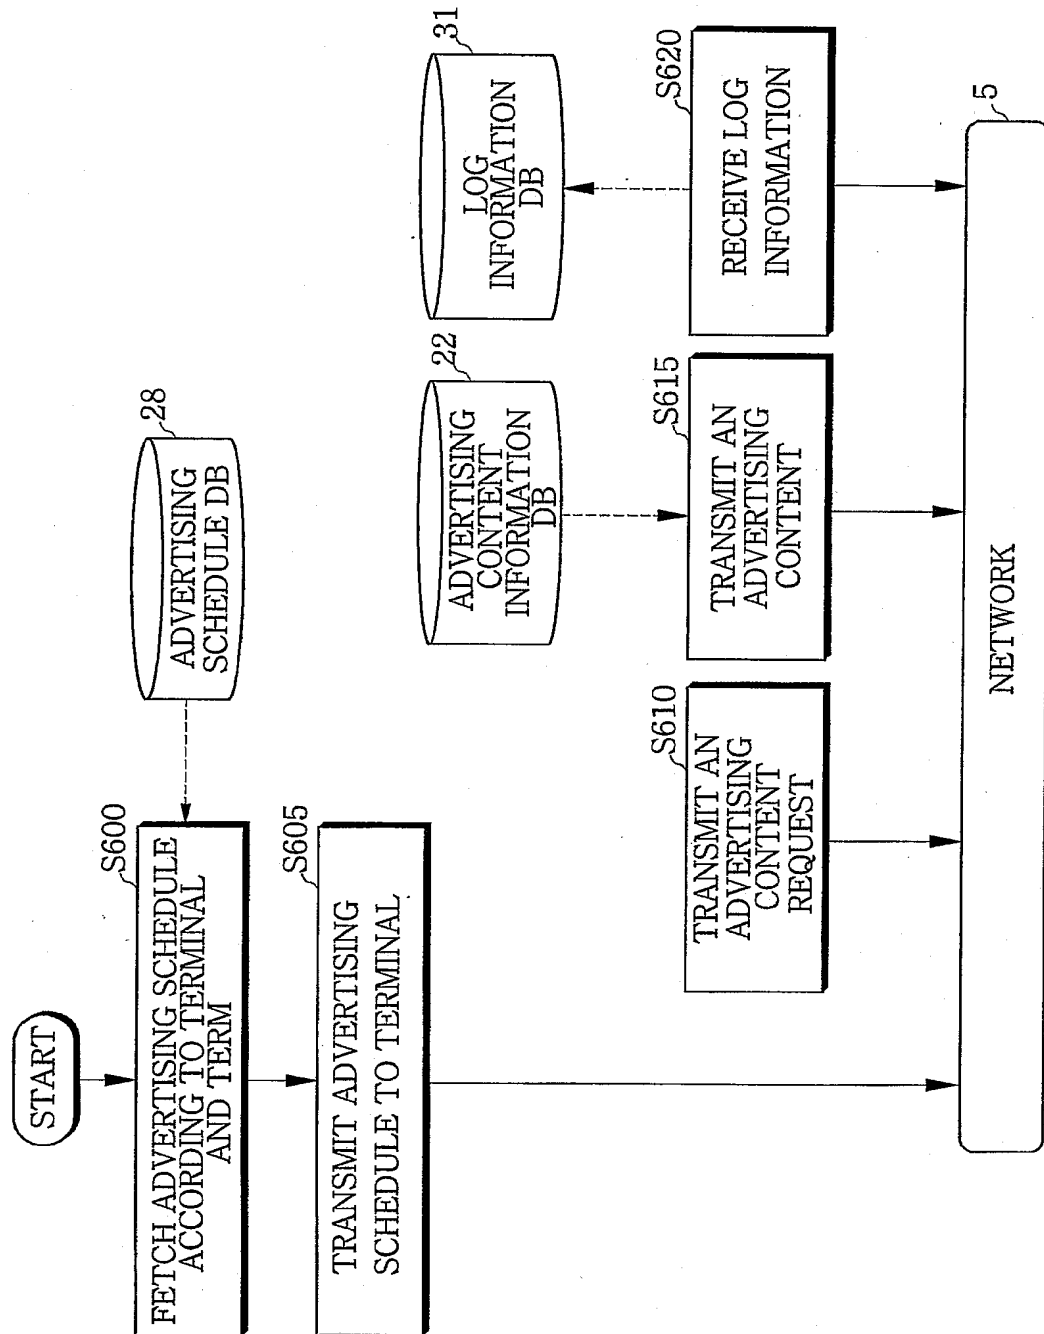 START
S600
FETCH ADVERTISING SCHEDULE
ACCORDING TO TERMINAL
AND TERM
28
ADVERTISING
SCHEDULE DB
S605
TRANSMIT ADVERTISING
SCHEDULE TO TERMINAL
22
ADVERTISING
CONTENT
INFORMATION
DB
31
LOG
INFORMATION
DB
S610
TRANSMIT AN
ADVERTISING
CONTENT
REQUEST
S615
TRANSMIT AN
ADVERTISING
CONTENT
S620
RECEIVE LOG
INFORMATION
5
NETWORK